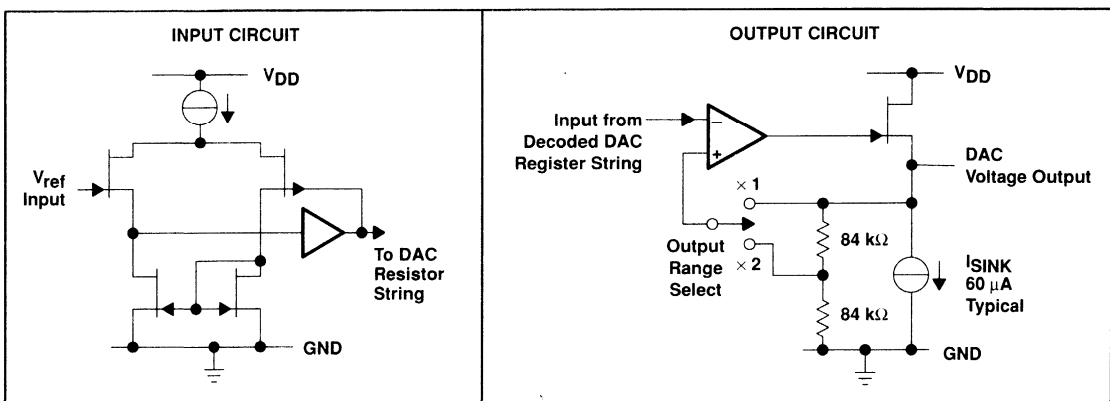 INPUT CIRCUIT
VDD
Vref
Input
To DAC
Resistor
String
GND
OUTPUT CIRCUIT
VDD
Input from
Decoded DAC
Register String
−
+
DAC
Voltage Output
× 1
Output
Range
Select
× 2
84 kΩ
84 kΩ
ISINK
60 μA
Typical
GND